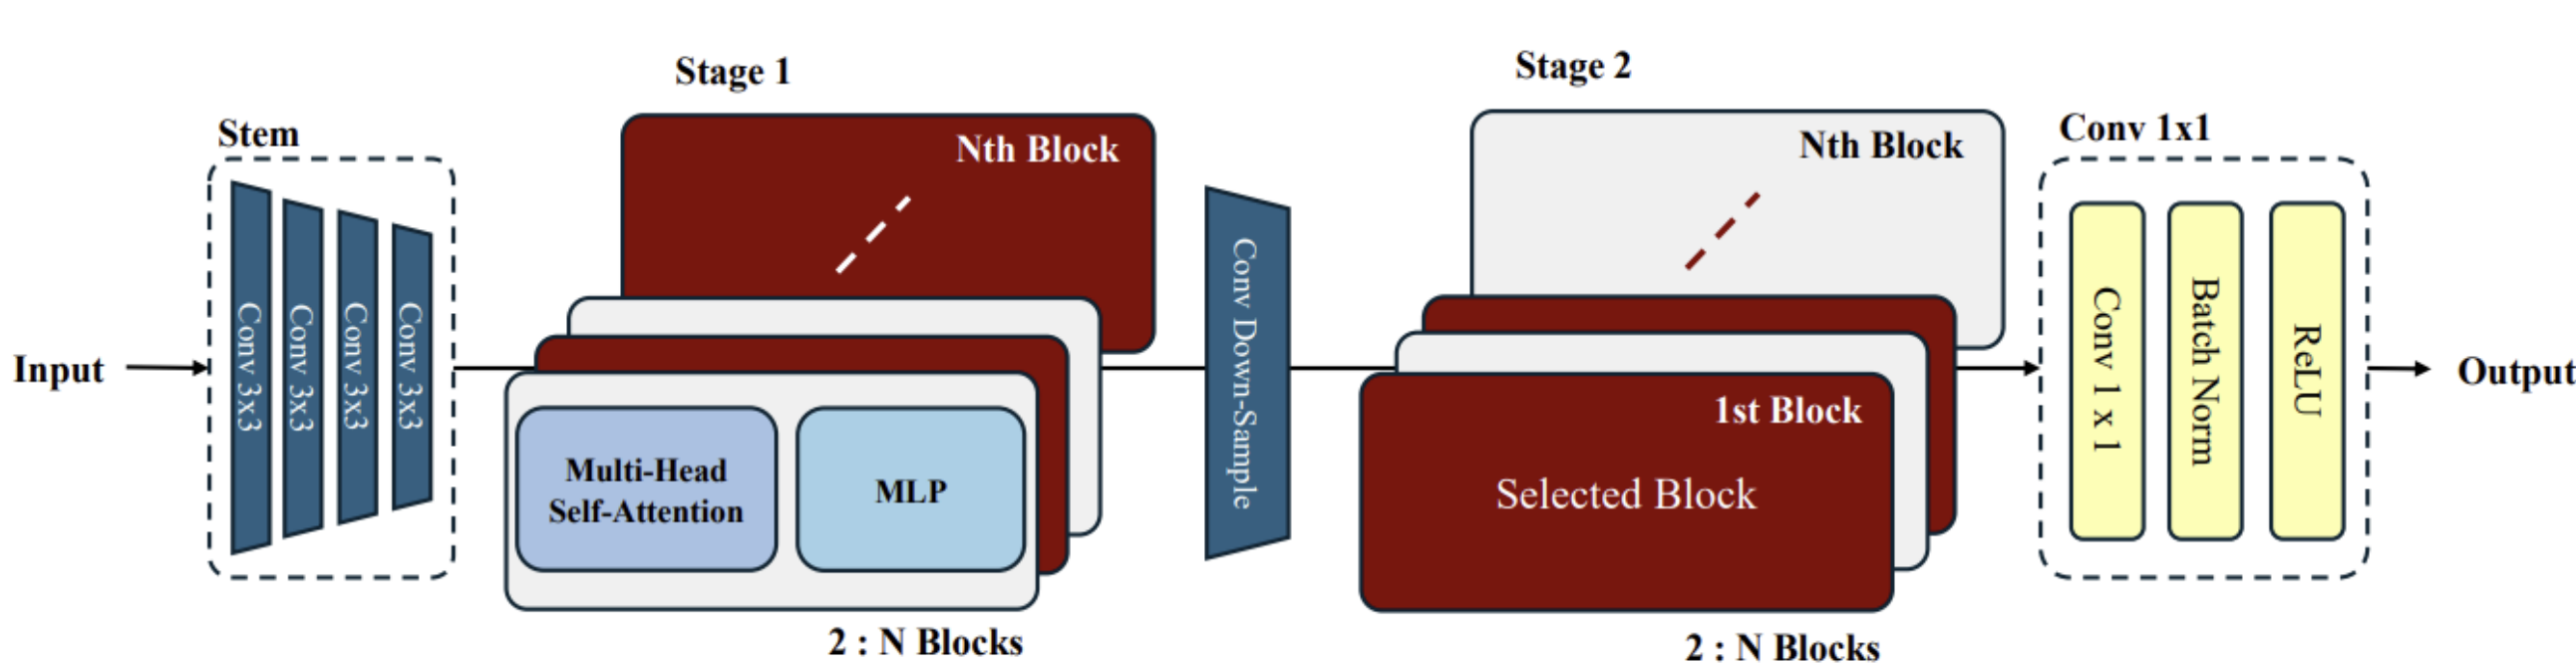 Input
Stem
Conv 3x3
Conv 3x3
Conv 3x3
Conv 3x3
Stage 1
Nth Block
Multi-Head
Self-Attention
MLP
2 : N Blocks
Conv Down-Sample
Stage 2
Nth Block
1st Block
Selected Block
2 : N Blocks
Conv 1x1
Conv 1 x 1
Batch Norm
ReLU
Output